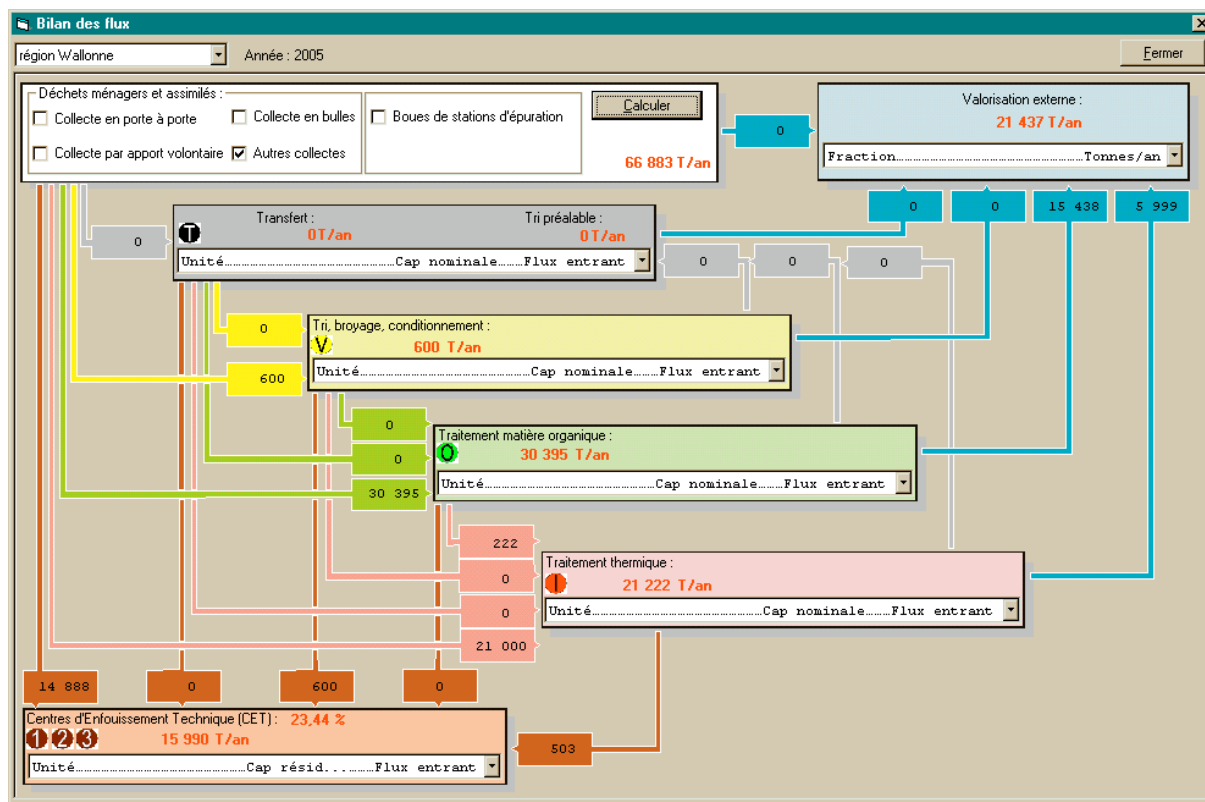 Bilan des flux
région Wallonne Année : 2005 Fermer
Déchets ménagers et assimilés :
Collecte en porte à porte Collecte en bulles Boues de stations d'épuration Calculer
Collecte par apport volontaire Autres collectes
66 883 T/an
0
Valorisation externe :
21 437 T/an
Fraction.....Tonnes/an
0 0 15 438 5 999
0
Transfert : Tri préalable :
T 0T/an 0T/an
Unité.....Cap nominale.....Flux entrant
0 0 0
0
Tri, broyage, conditionnement :
V 600 T/an
600
Unité.....Cap nominale.....Flux entrant
0
Traitement matière organique :
0
O 30 395 T/an
30 395
Unité.....Cap nominale.....Flux entrant
222
Traitement thermique :
0
I 21 222 T/an
0
Unité.....Cap nominale.....Flux entrant
21 000
14 888 0 600 0
Centres d'Enfouissement Technique (CET) : 23,44 %
1 2 3 15 990 T/an
503
Unité.....Cap résid.....Flux entrant